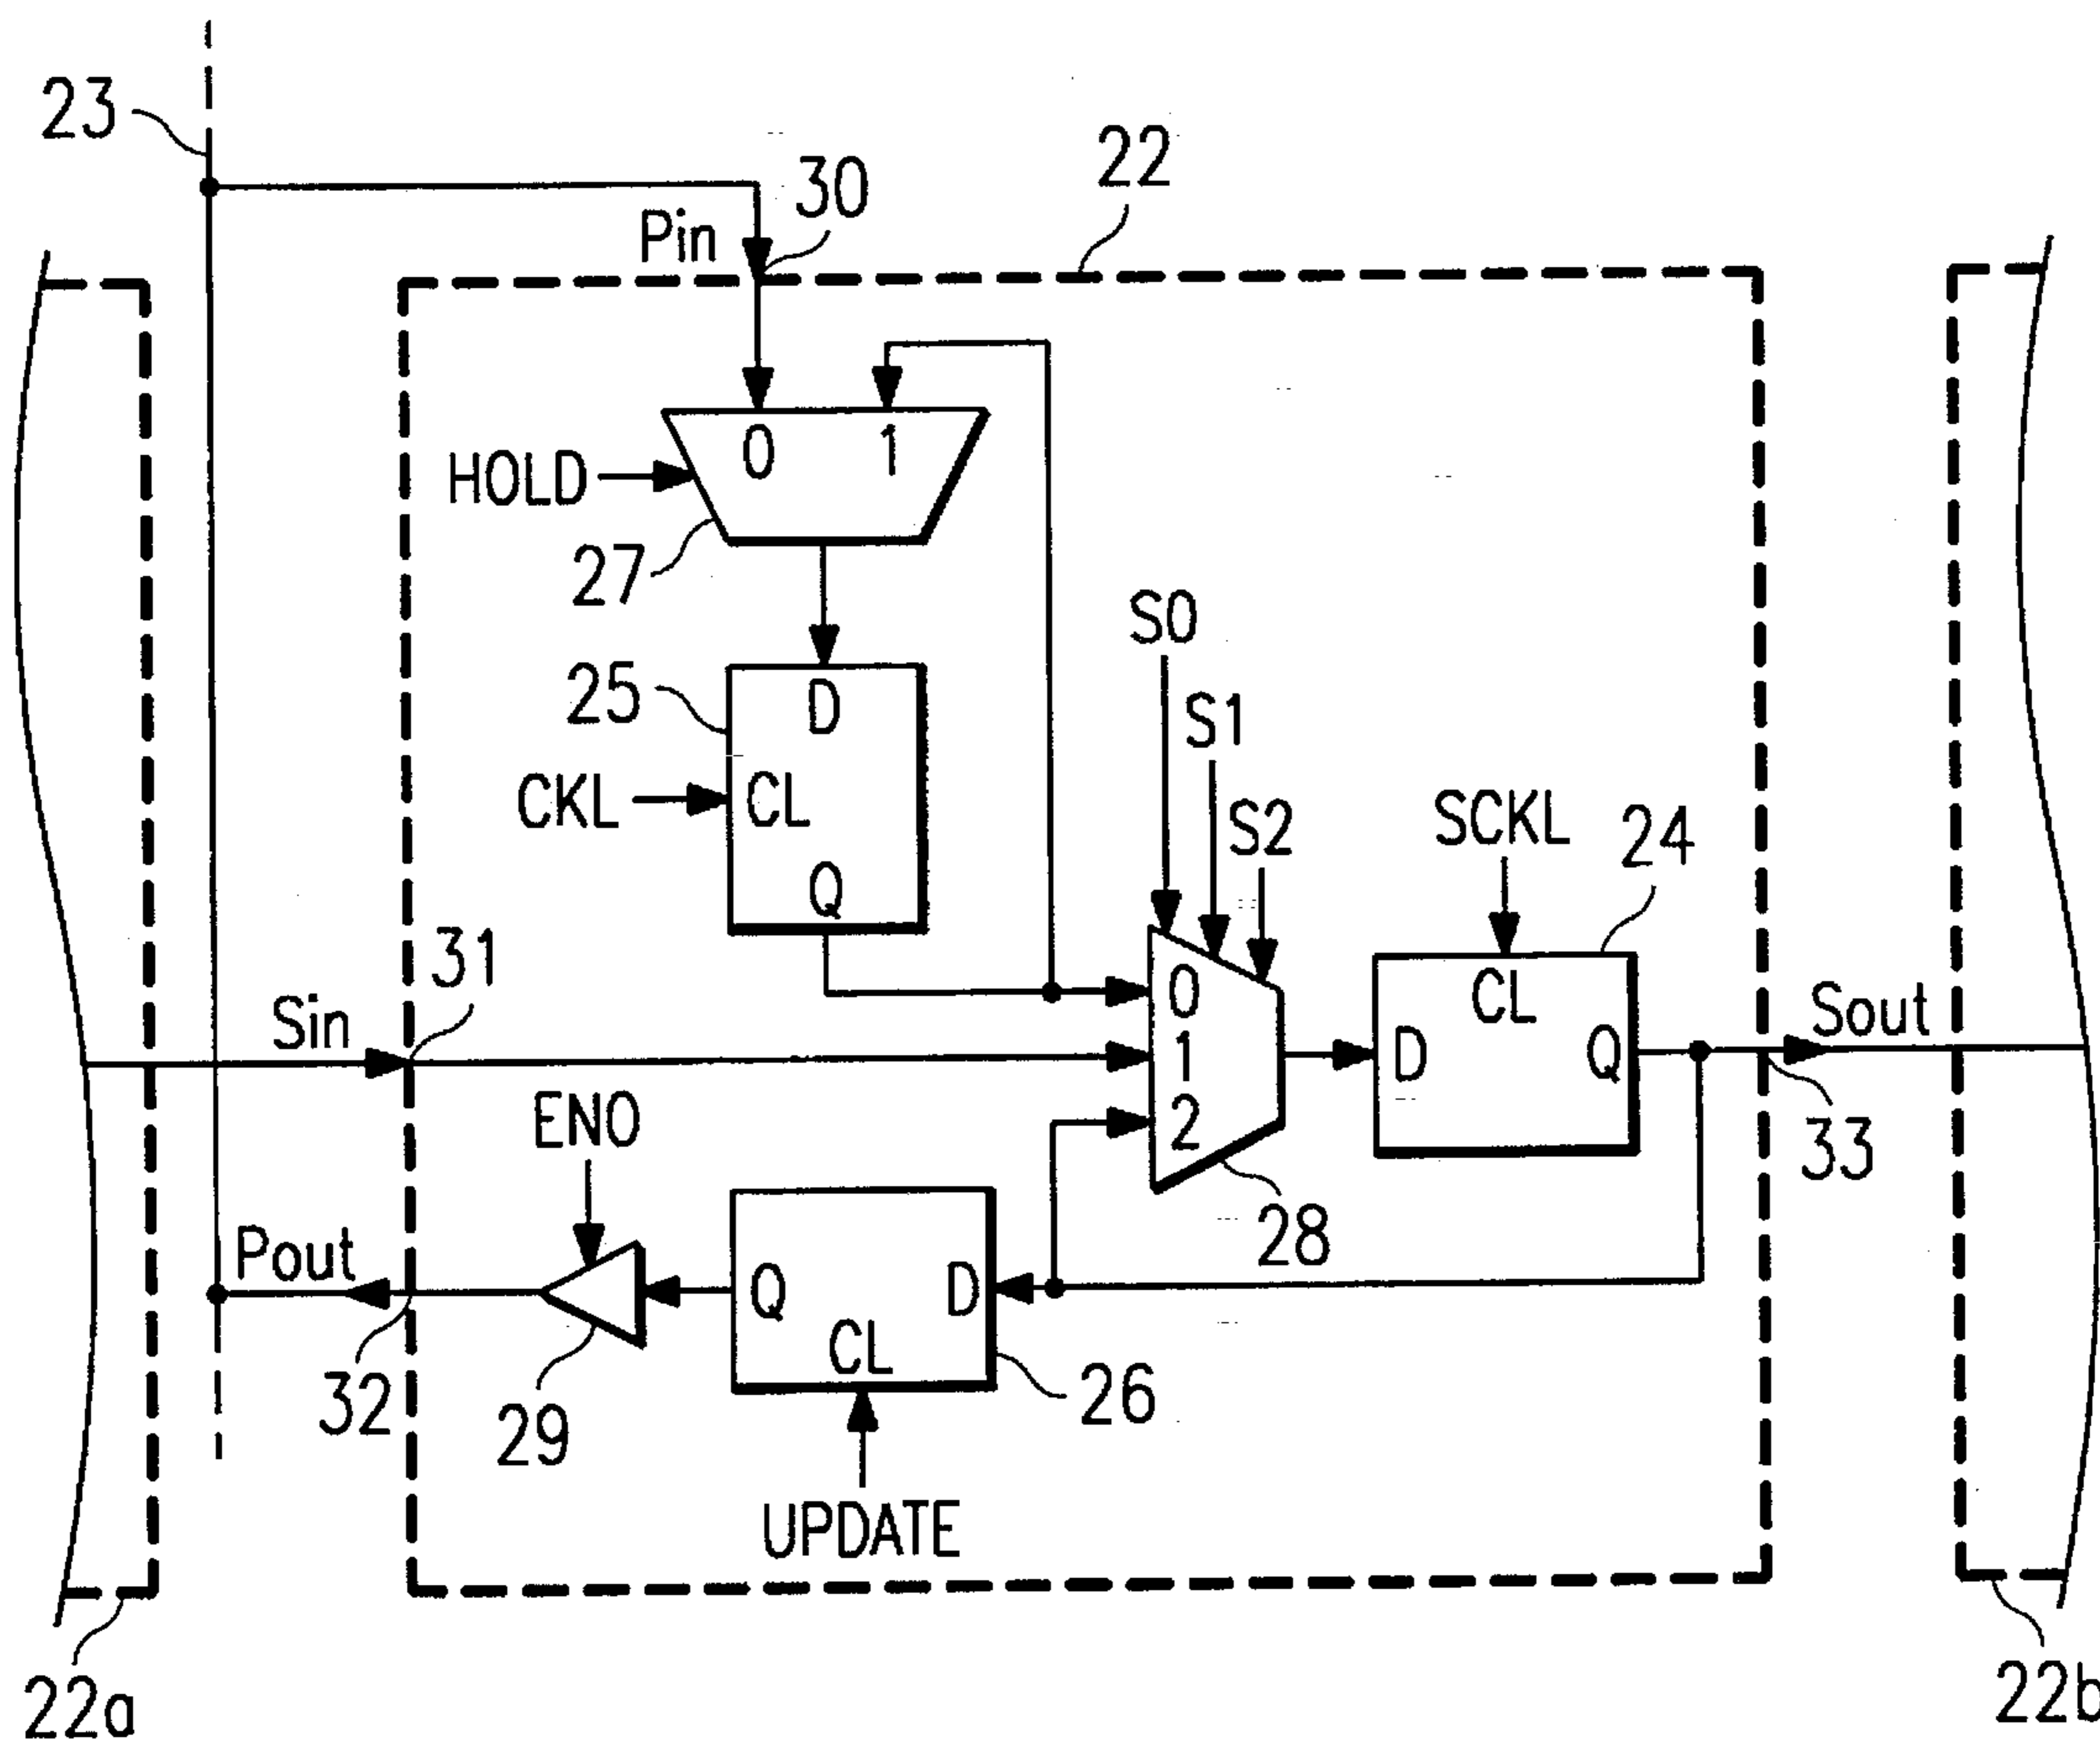 23
22
30
Pin
0 1
HOLD
27
S0
25
D
S1
CKL
CL
S2
SCKL
24
Q
31
0
CL
Sin
Sout
1
D
Q
ENO
2
33
28
Pout
Q
D
CL
32
29
26
UPDATE
22a
22b